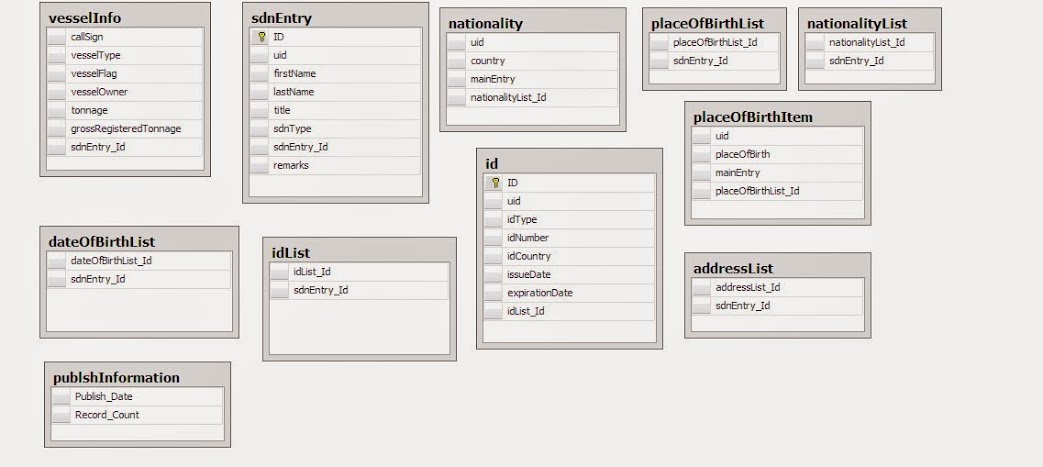 vesselInfo
callSign
vesselType
vesselFlag
vesselOwner
tonnage
grossRegisteredTonnage
sdnEntry_Id
sdnEntry
ID
uid
firstName
lastName
title
sdnType
sdnEntry_Id
remarks
nationality
uid
country
mainEntry
nationalityList_Id
placeOfBirthList
placeOfBirthList_Id
sdnEntry_Id
nationalityList
nationalityList_Id
sdnEntry_Id
placeOfBirthItem
uid
placeOfBirth
mainEntry
placeOfBirthList_Id
id
ID
uid
idType
idNumber
idCountry
issueDate
expirationDate
idList_Id
dateOfBirthList
dateOfBirthList_Id
sdnEntry_Id
idList
idList_Id
sdnEntry_Id
addressList
addressList_Id
sdnEntry_Id
publshInformation
Publish_Date
Record_Count